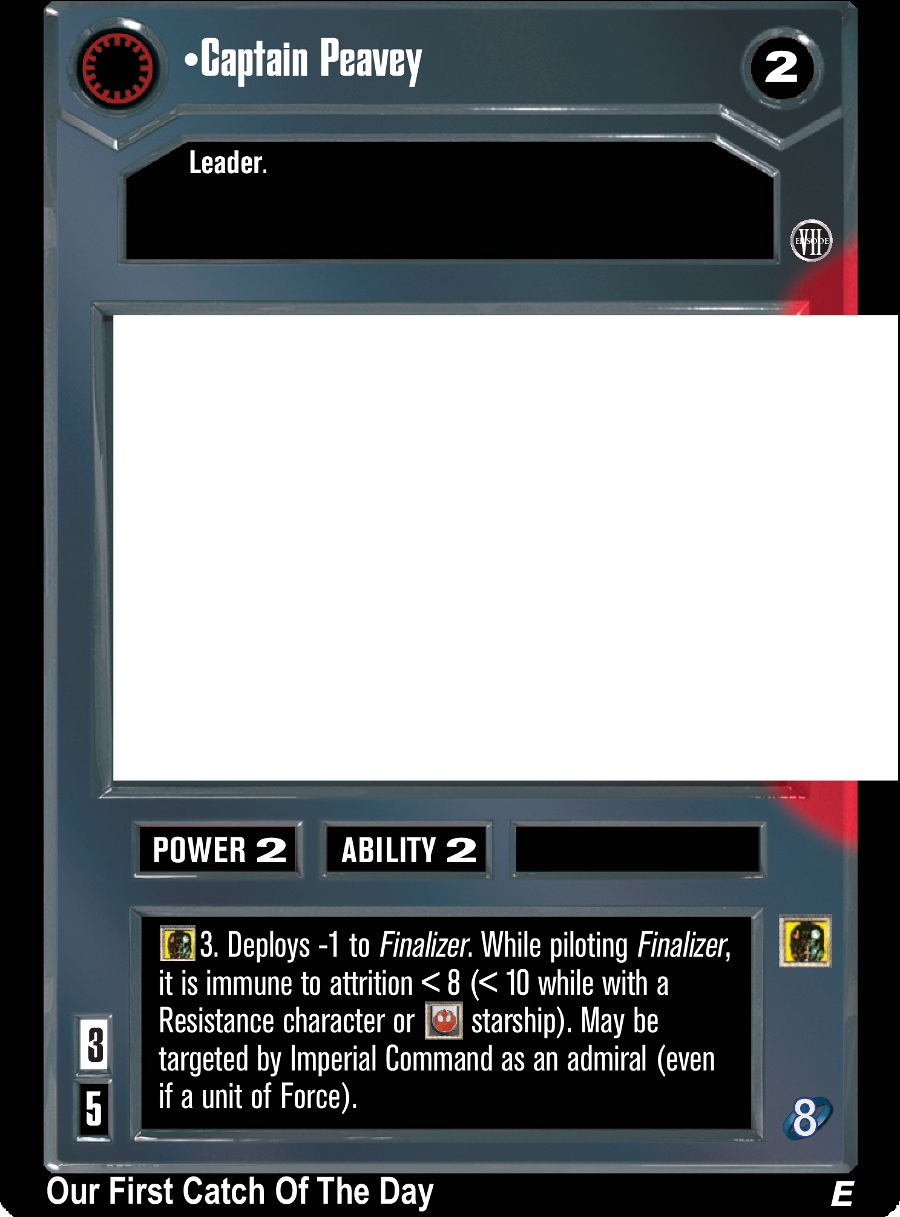 •Captain Peavey
2
Leader.
EPISODE VII
POWER 2
ABILITY 2
3. Deploys -1 to Finalizer. While piloting Finalizer,
it is immune to attrition < 8 (< 10 while with a
Resistance character or starship). May be
targeted by Imperial Command as an admiral (even
if a unit of Force).
3
5
8
Our First Catch Of The Day
E